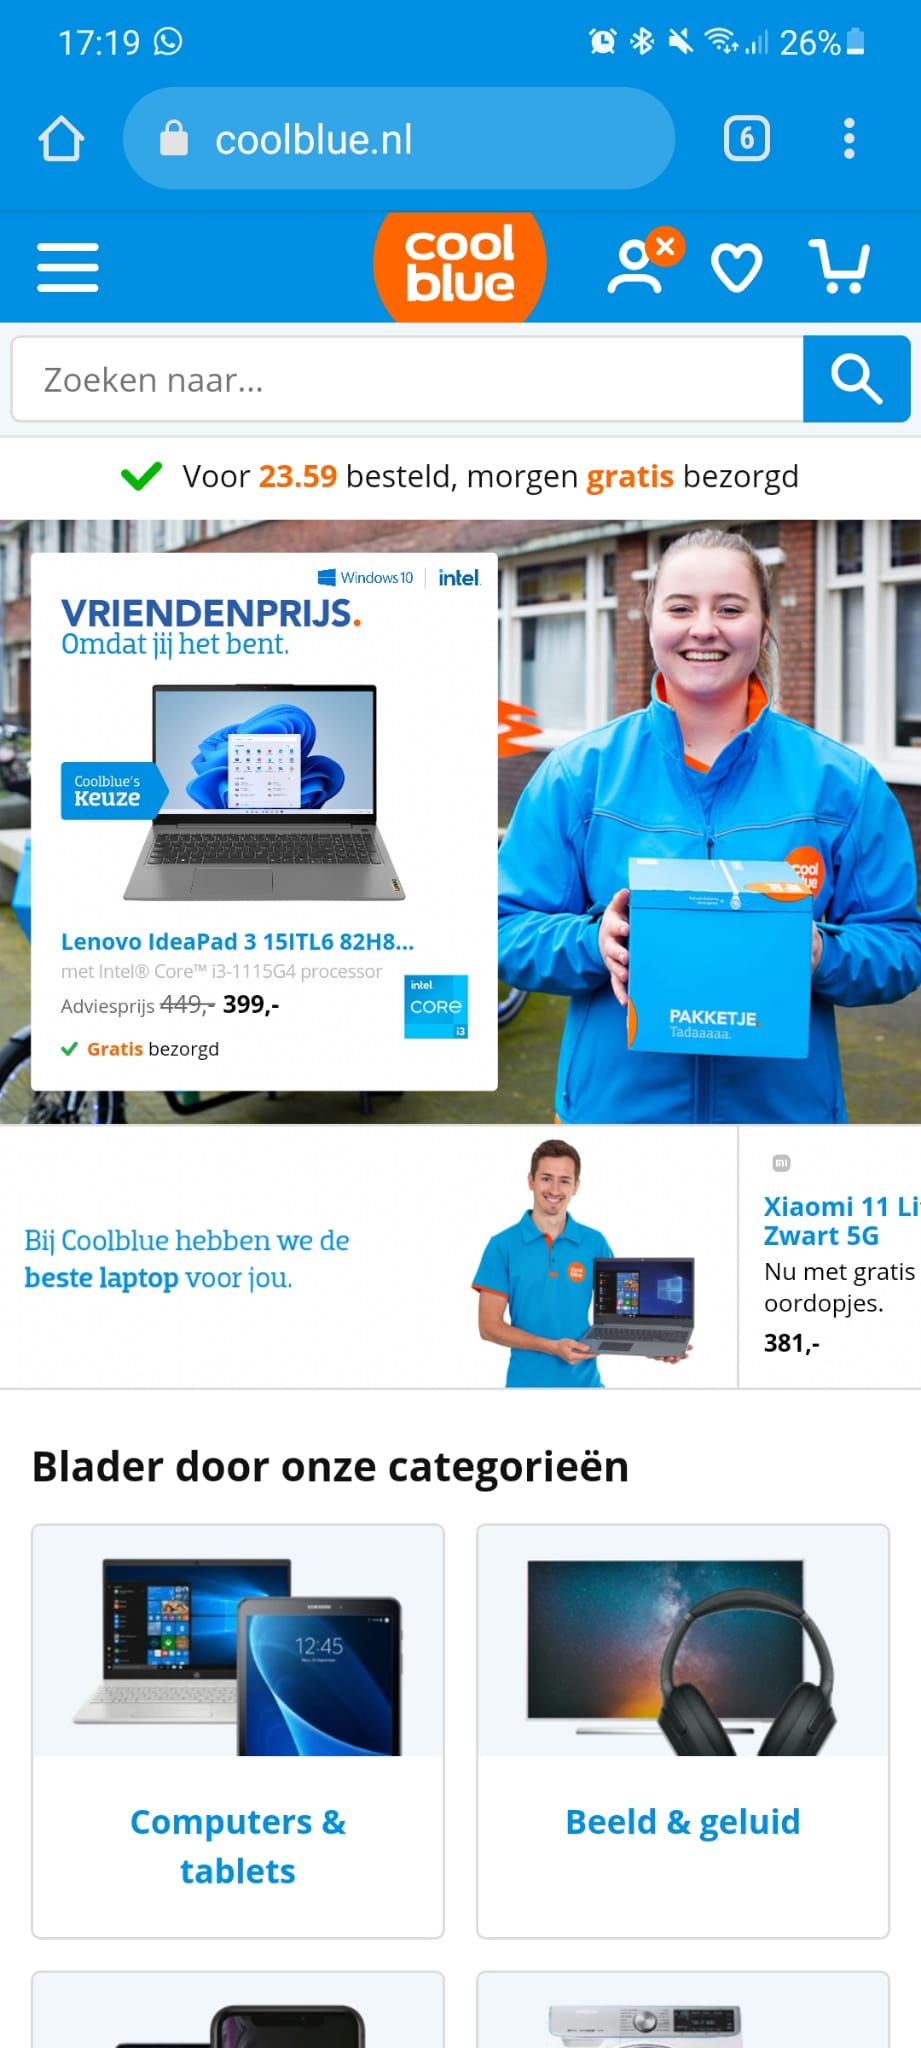 17:19
26%
coolblue.nl
6
cool
blue
Zoeken naar...
Voor 23.59 besteld, morgen gratis bezorgd
Windows 10
intel.
VRIENDENPRIJS.
Omdat jij het bent.
Coolblue's
Keuze
Lenovo IdeaPad 3 15ITL6 82H8...
met Intel® Core™ i3-1115G4 processor
Adviesprijs 449,- 399,-
intel.
CORE
i3
Gratis bezorgd
cool
blue
PAKKETJE.
Tadaaaaa.
Bij Coolblue hebben we de
beste laptop voor jou.
mi
Xiaomi 11 Li
Zwart 5G
Nu met gratis
oordopjes.
381,-
Blader door onze categorieën
SAMSUNG
12:45
Computers &
tablets
Beeld & geluid